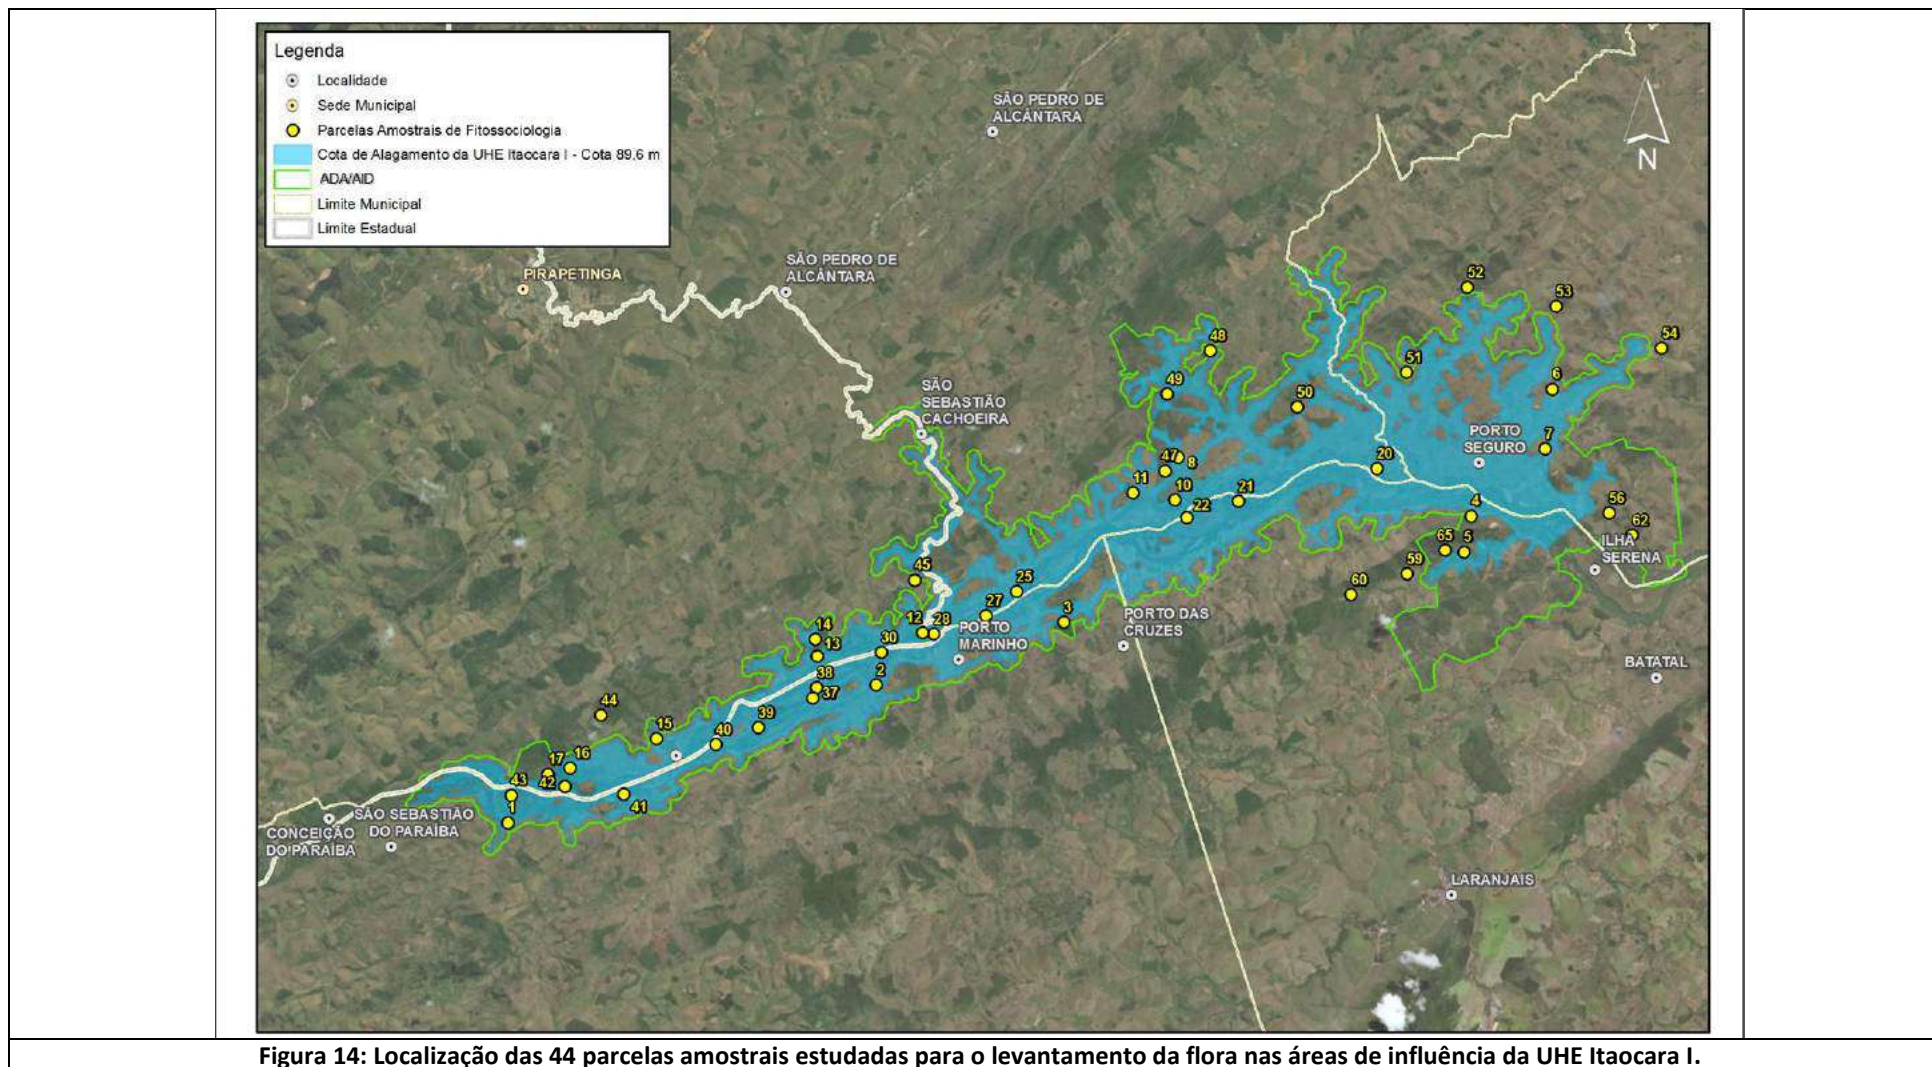 Legenda
Localidade
Sede Municipal
Parcelas Amostrais de Fitossociologia
Cota de Alagamento da UHE Itaocara I - Cota 89,6 m
ADA/AID
Limite Municipal
Limite Estadual
N
SÃO PEDRO DE
ALCÂNTARA
PIRAPETINGA
SÃO PEDRO DE
ALCÂNTARA
52
53
54
48
51
6
49
50
SÃO
SEBASTIÃO
CACHOEIRA
PORTO
SEGURO
7
47
8
20
11
10
21
22
4
56
62
65
5
ILHA
SERENA
59
60
45
25
27
3
12
28
PORTO
MARINHO
PORTO DAS
CRUZES
14
13
30
2
38
37
BATATAL
44
15
39
40
17
16
43
42
41
1
SÃO SEBASTIÃO
DO PARAÍBA
CONCEIÇÃO
DO PARAIBA
LARANJAIS
Figura 14: Localização das 44 parcelas amostrais estudadas para o levantamento da flora nas áreas de influência da UHE Itaocara I.